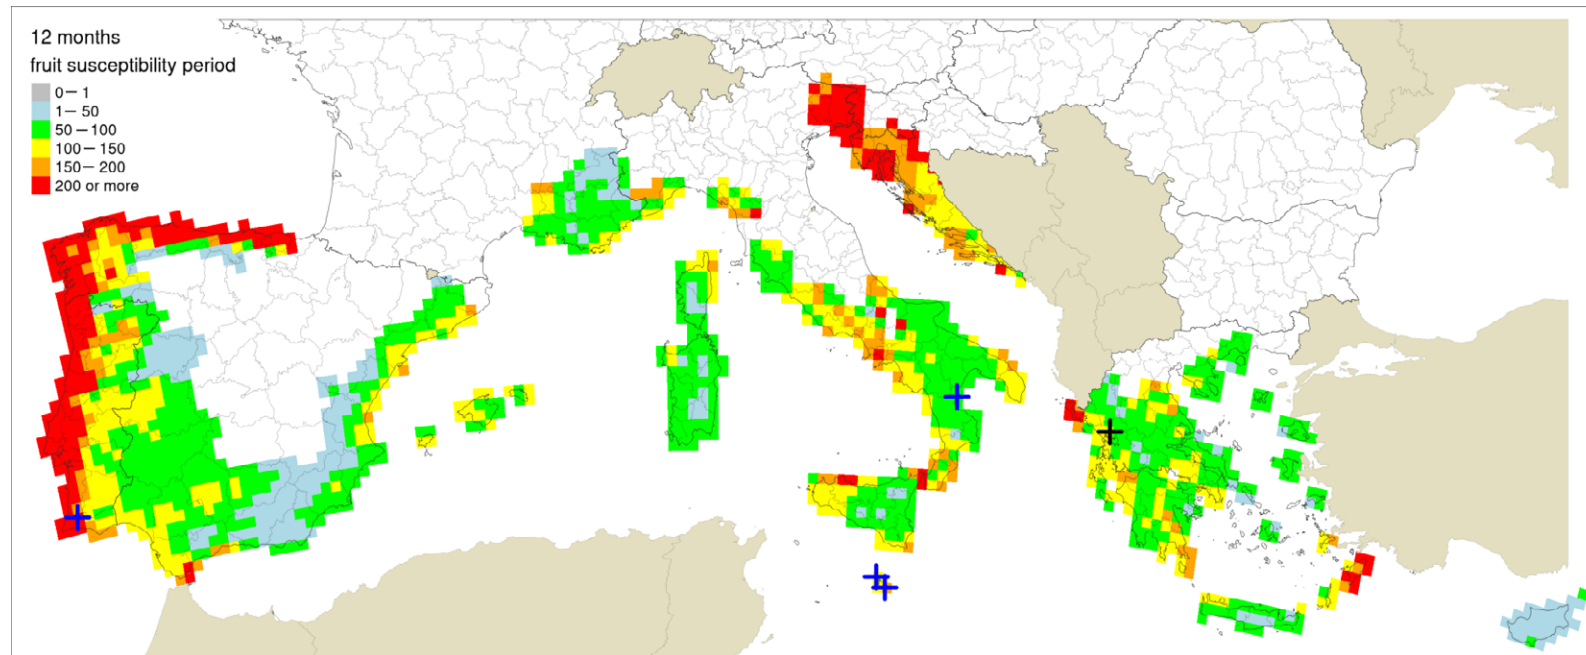 12 months
fruit susceptibility period
0 – 1
1 – 50
50 – 100
100 – 150
150 – 200
200 or more